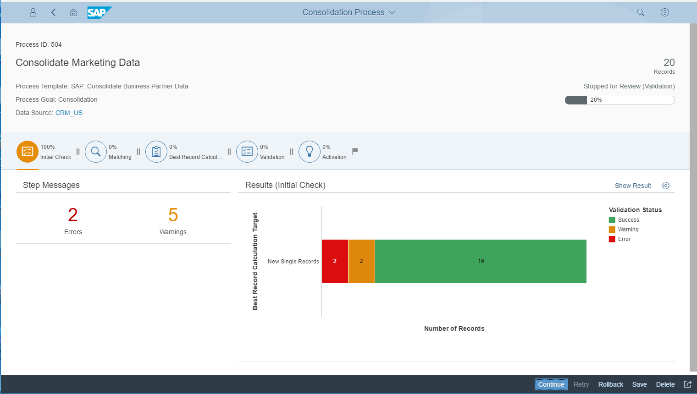 SAP
Consolidation Process
Process ID: 504
Consolidate Marketing Data
20
Records
Process Template: SAP_Consolidate Business Partner Data
Stopped for Review (Validation)
Process Goal: Consolidation
20%
Data Source: CRM_US
100%
Initial Check
0%
Matching
0%
Best Record Calcul...
0%
Validation
0%
Activation
Step Messages
2
Errors
5
Warnings
Results (Initial Check)
Show Result
Best Record Calculation Target
New Single Records
2
2
16
Number of Records
Validation Status
Success
Warning
Error
Continue
Retry
Rollback
Save
Delete